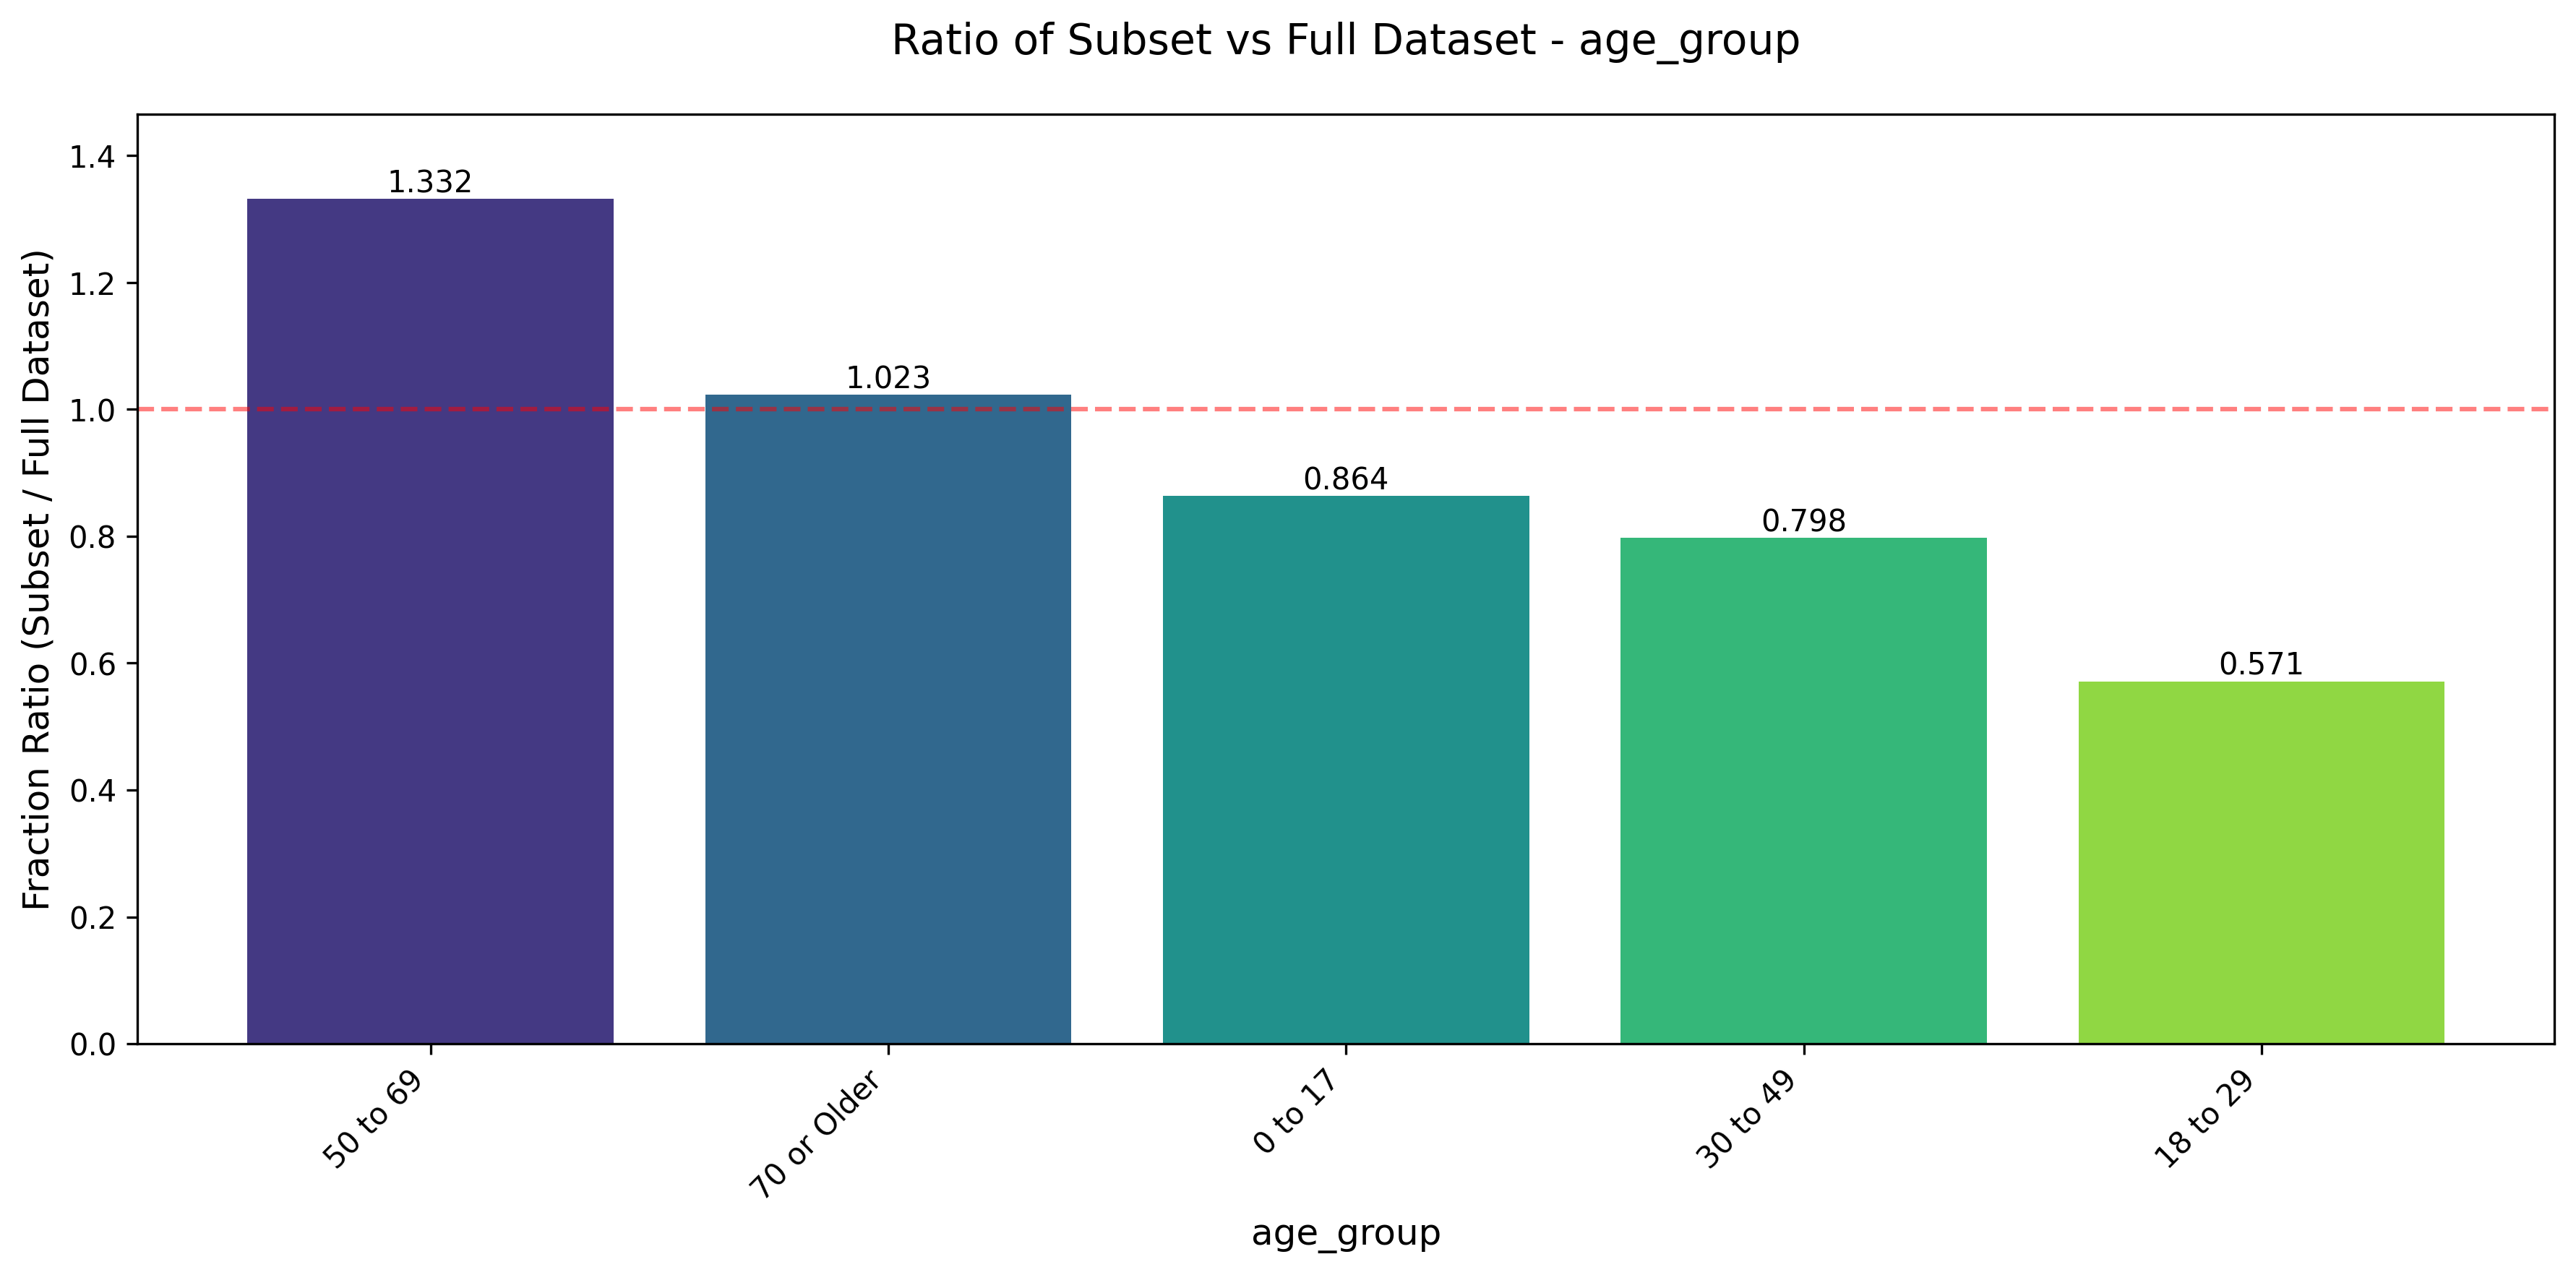 Ratio of Subset vs Full Dataset - age_group
Fraction Ratio (Subset / Full Dataset)
1.4
1.2
1.0
0.8
0.6
0.4
0.2
0.0
1.332
1.023
0.864
0.798
0.571
50 to 69
70 or Older
0 to 17
30 to 49
18 to 29
age_group